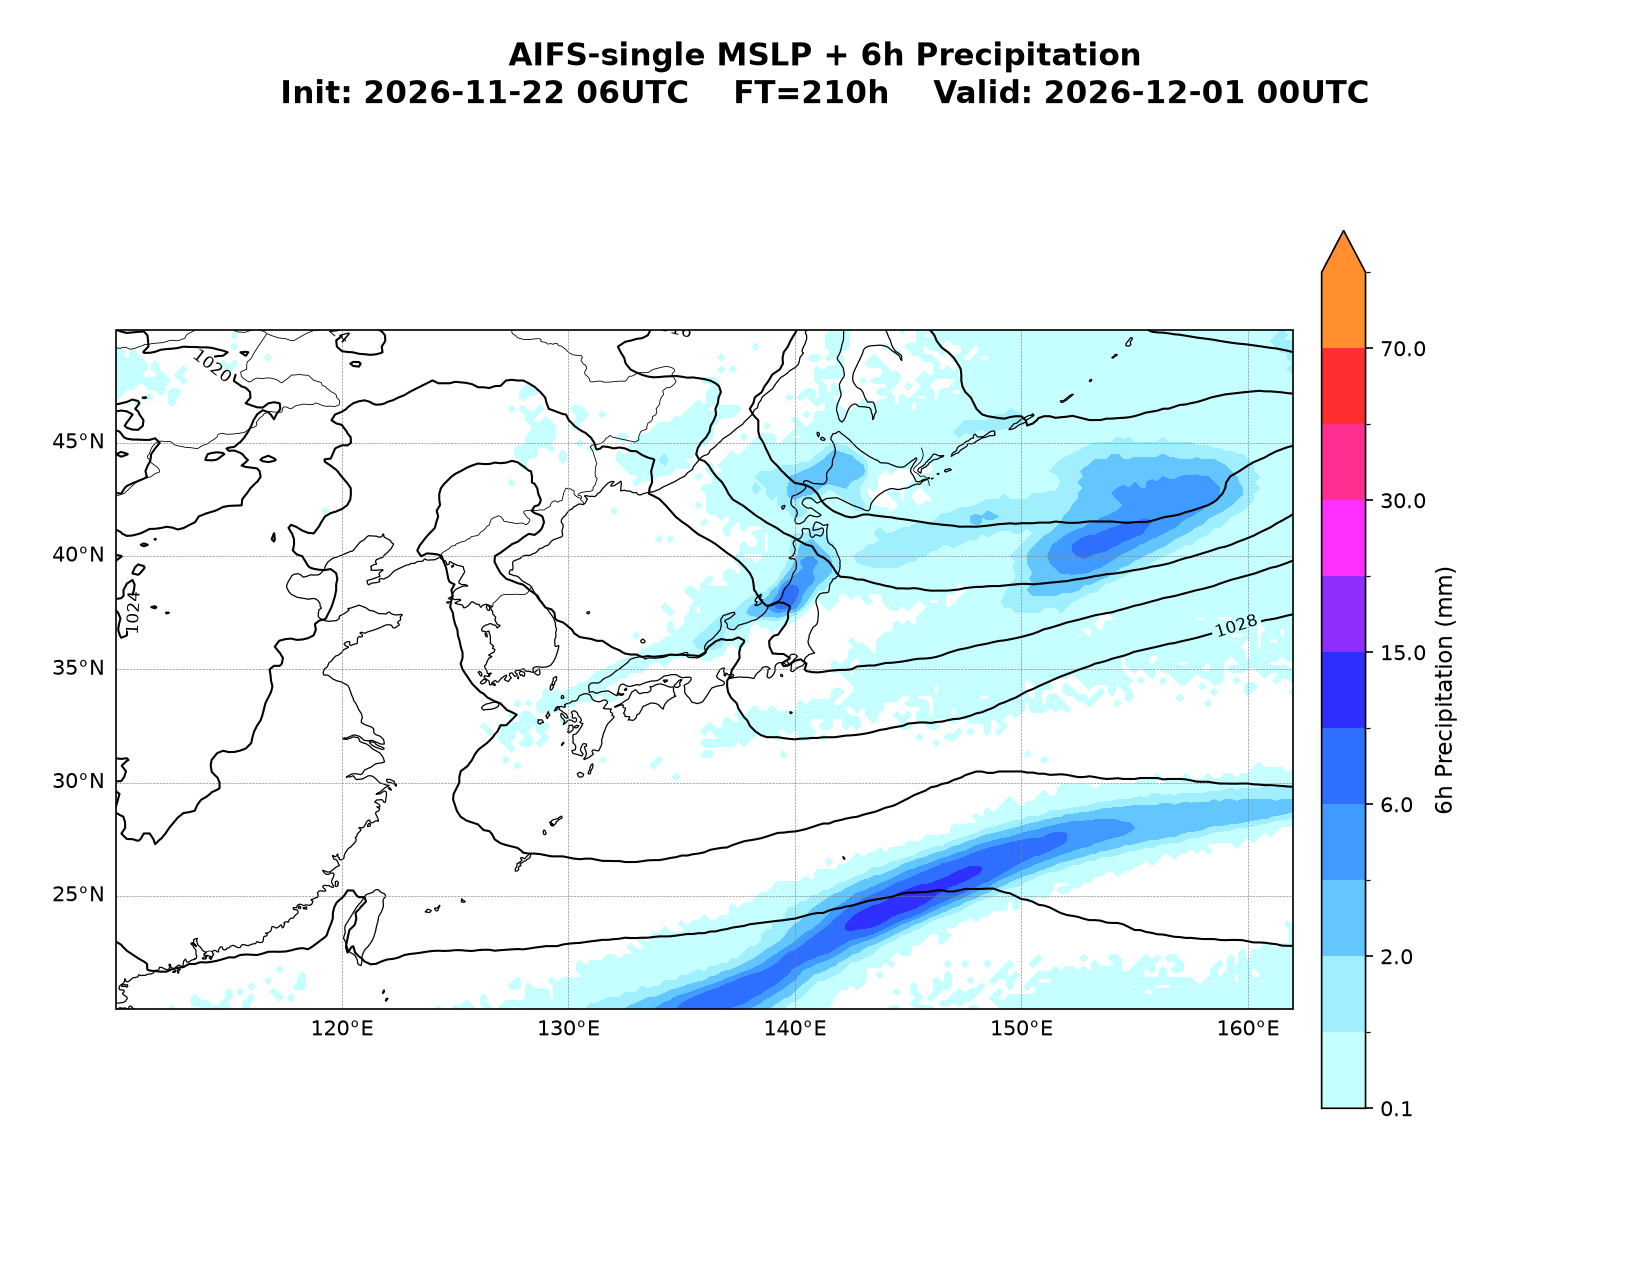 AIFS-single MSLP + 6h Precipitation
Init: 2026-11-22 06UTC    FT=210h    Valid: 2026-12-01 00UTC
1020
1024
1028
45°N
40°N
35°N
30°N
25°N
120°E
130°E
140°E
150°E
160°E
70.0
30.0
15.0
6.0
2.0
0.1
6h Precipitation (mm)